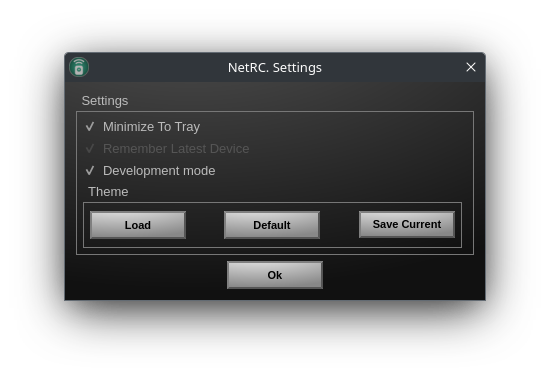 NetRC. Settings
Settings
Minimize To Tray
Remember Latest Device
Development mode
Theme
Load Default Save Current
Ok